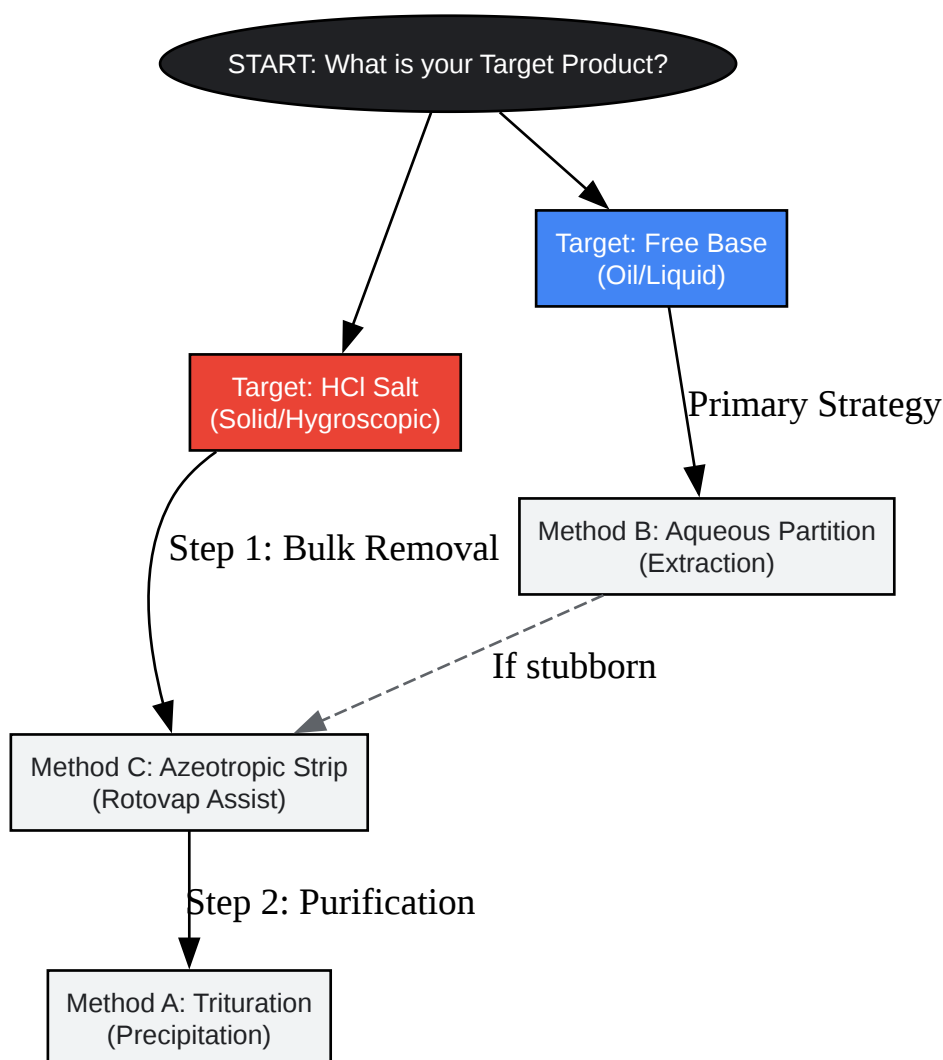 START: What is your Target Product?
Target: Free Base
(Oil/Liquid)
Target: HCl Salt
(Solid/Hygroscopic)
Primary Strategy
Step 1: Bulk Removal
Method B: Aqueous Partition
(Extraction)
If stubborn
Method C: Azeotropic Strip
(Rotovap Assist)
Step 2: Purification
Method A: Trituration
(Precipitation)